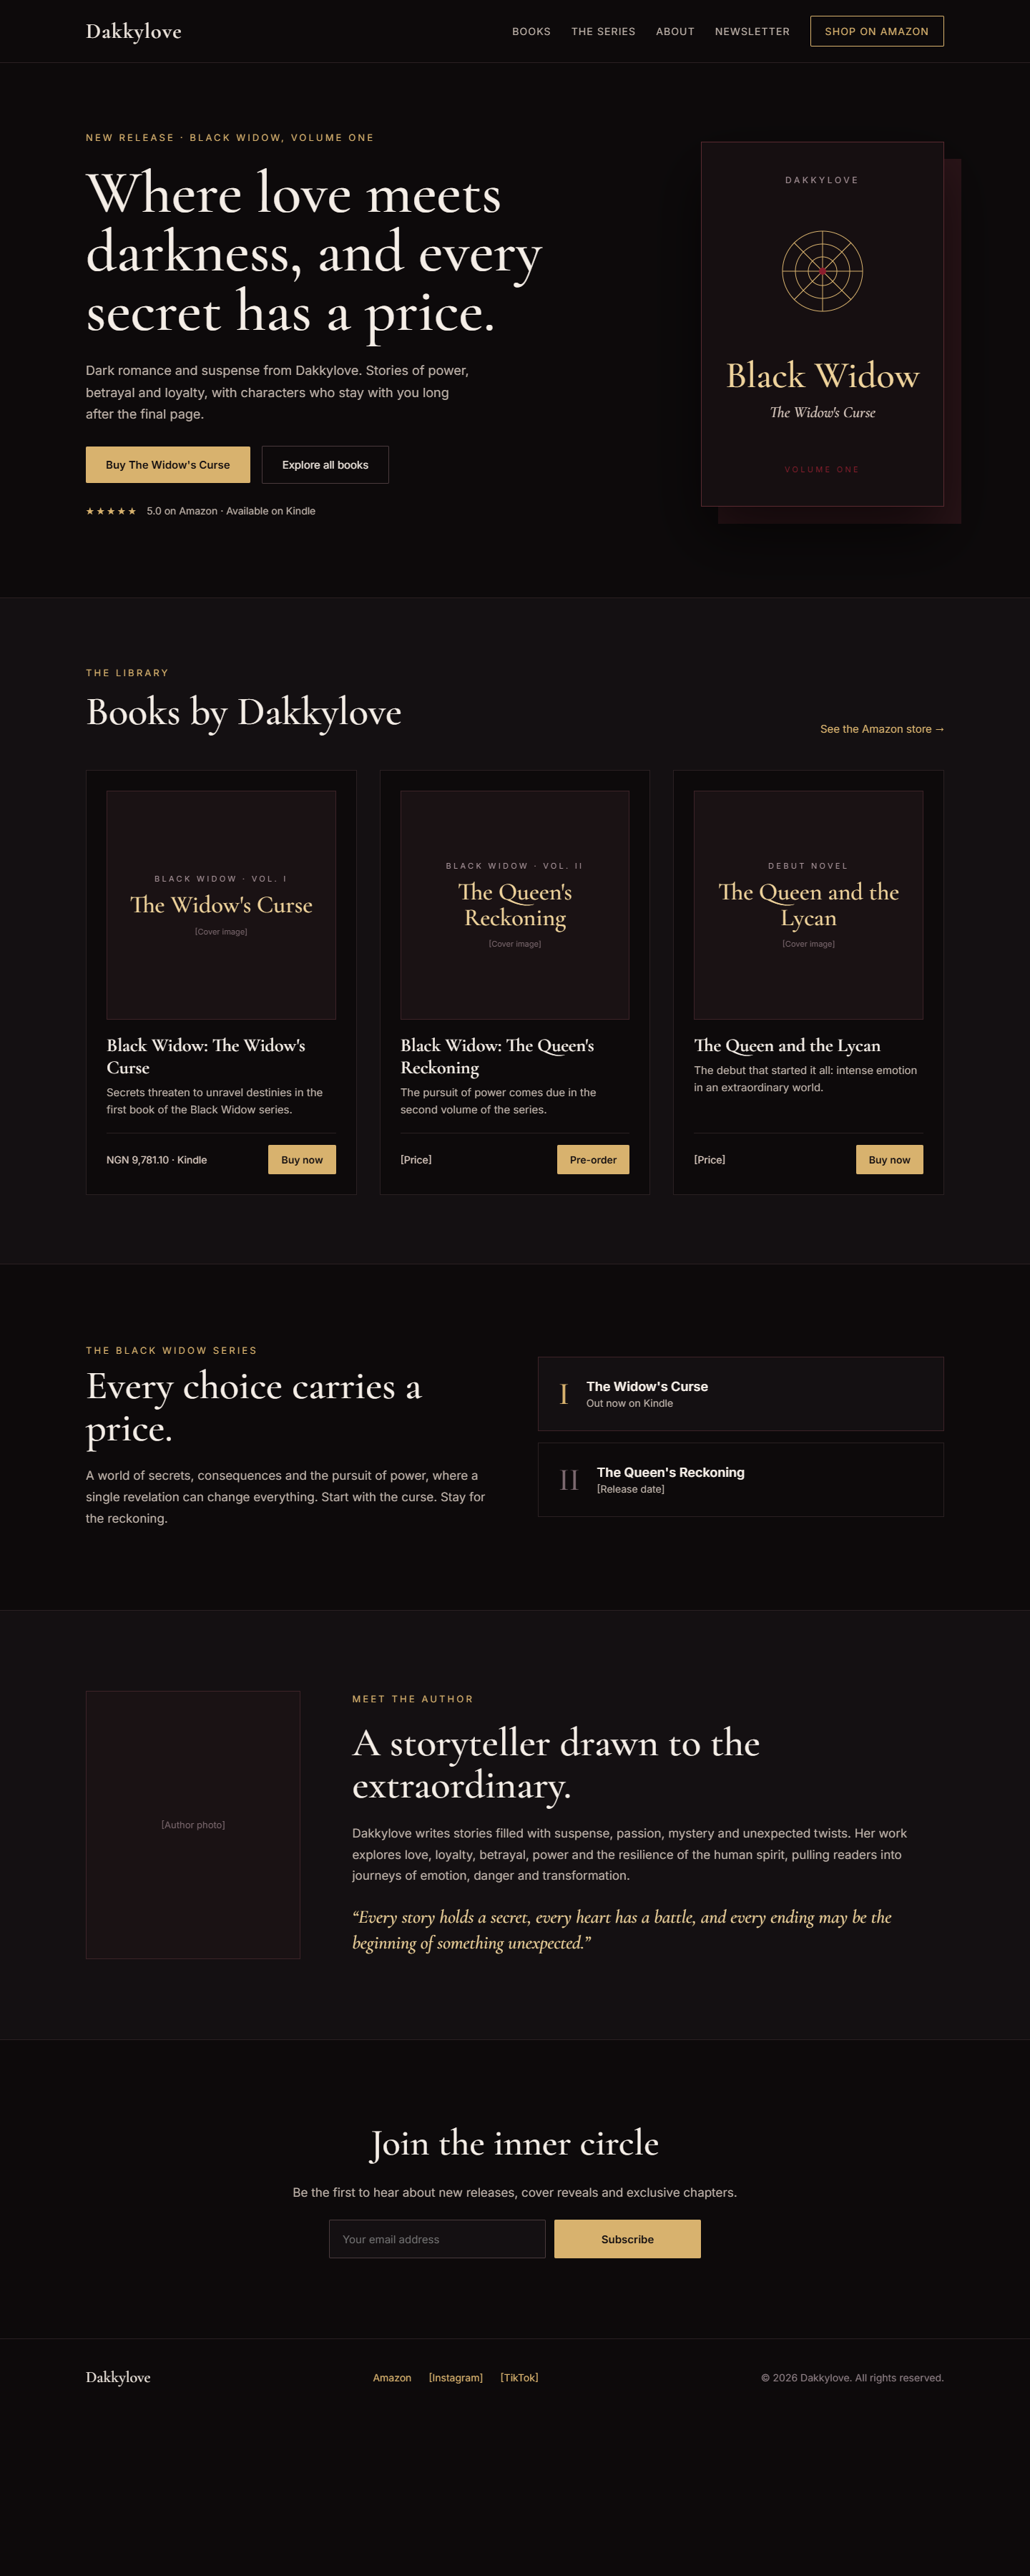 Dakkylove
BOOKS THE SERIES ABOUT NEWSLETTER SHOP ON AMAZON
NEW RELEASE · BLACK WIDOW, VOLUME ONE
Where love meets
darkness, and every
secret has a price.
Dark romance and suspense from Dakkylove. Stories of power,
betrayal and loyalty, with characters who stay with you long
after the final page.
Buy The Widow's Curse Explore all books
★★★★★ 5.0 on Amazon · Available on Kindle
DAKKYLOVE
Black Widow
The Widow's Curse
VOLUME ONE
THE LIBRARY
Books by Dakkylove
See the Amazon store →
BLACK WIDOW · VOL. I
The Widow's Curse
[Cover image]
Black Widow: The Widow's
Curse
Secrets threaten to unravel destinies in the
first book of the Black Widow series.
NGN 9,781.10 · Kindle Buy now
BLACK WIDOW · VOL. II
The Queen's
Reckoning
[Cover image]
Black Widow: The Queen's
Reckoning
The pursuit of power comes due in the
second volume of the series.
[Price] Pre-order
DEBUT NOVEL
The Queen and the
Lycan
[Cover image]
The Queen and the Lycan
The debut that started it all: intense emotion
in an extraordinary world.
[Price] Buy now
THE BLACK WIDOW SERIES
Every choice carries a
price.
A world of secrets, consequences and the pursuit of power, where a
single revelation can change everything. Start with the curse. Stay for
the reckoning.
I The Widow's Curse
Out now on Kindle
II The Queen's Reckoning
[Release date]
[Author photo]
MEET THE AUTHOR
A storyteller drawn to the
extraordinary.
Dakkylove writes stories filled with suspense, passion, mystery and unexpected twists. Her work
explores love, loyalty, betrayal, power and the resilience of the human spirit, pulling readers into
journeys of emotion, danger and transformation.
“Every story holds a secret, every heart has a battle, and every ending may be the
beginning of something unexpected.”
Join the inner circle
Be the first to hear about new releases, cover reveals and exclusive chapters.
Your email address Subscribe
Dakkylove Amazon [Instagram] [TikTok] © 2026 Dakkylove. All rights reserved.